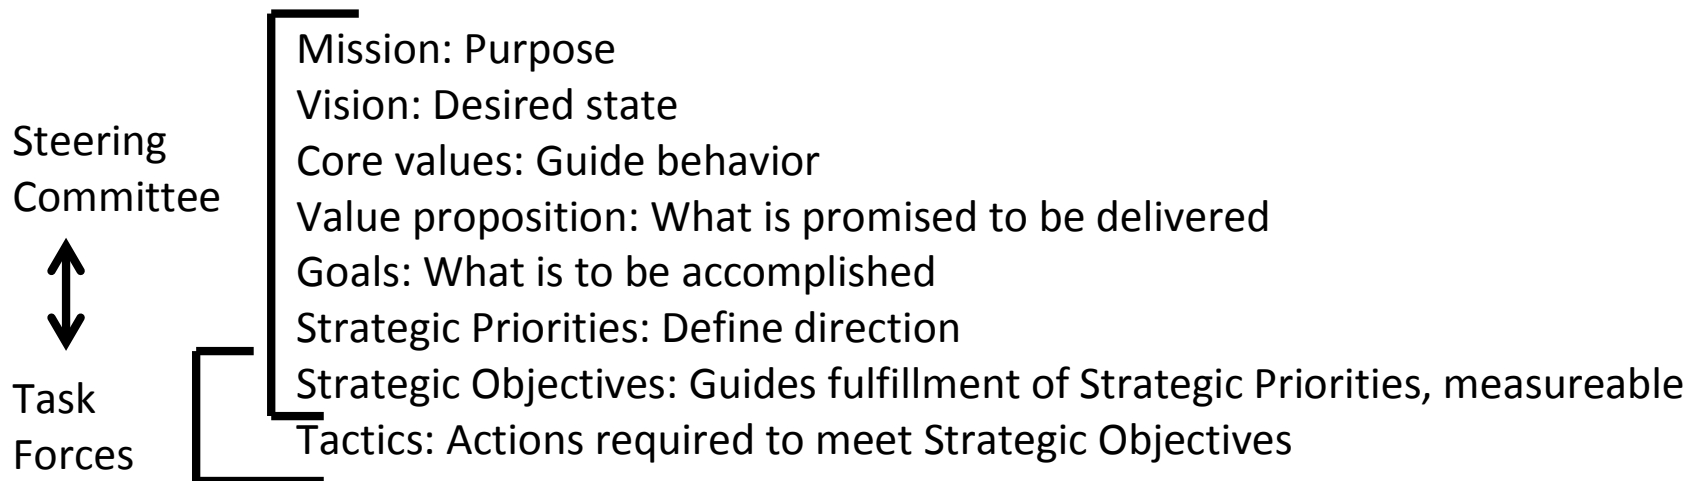 Steering
Committee
Task
Forces
Mission: Purpose
Vision: Desired state
Core values: Guide behavior
Value proposition: What is promised to be delivered
Goals: What is to be accomplished
Strategic Priorities: Define direction
Strategic Objectives: Guides fulfillment of Strategic Priorities, measureable
Tactics: Actions required to meet Strategic Objectives